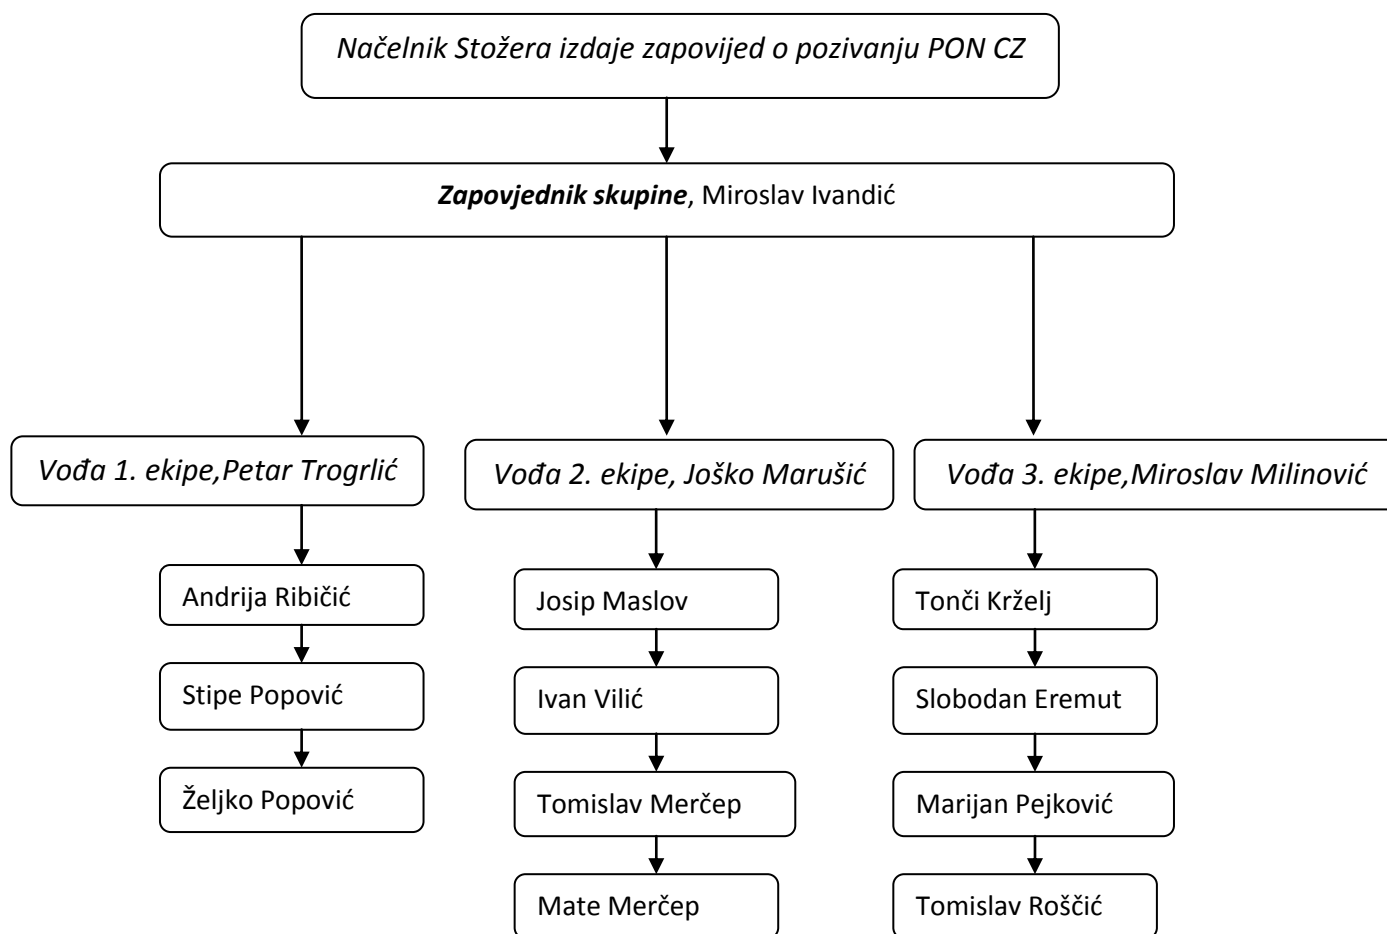 Načelnik Stožera izdaje zapovijed o pozivanju PON CZ
Zapovjednik skupine, Miroslav Ivandić
Vođa 1. ekipe,Petar Trogrlić
Andrija Ribičić
Stipe Popović
Željko Popović
Vođa 2. ekipe, Joško Marušić
Josip Maslov
Ivan Vilić
Tomislav Merčep
Mate Merčep
Vođa 3. ekipe,Miroslav Milinović
Tonči Krželj
Slobodan Eremut
Marijan Pejković
Tomislav Roščić